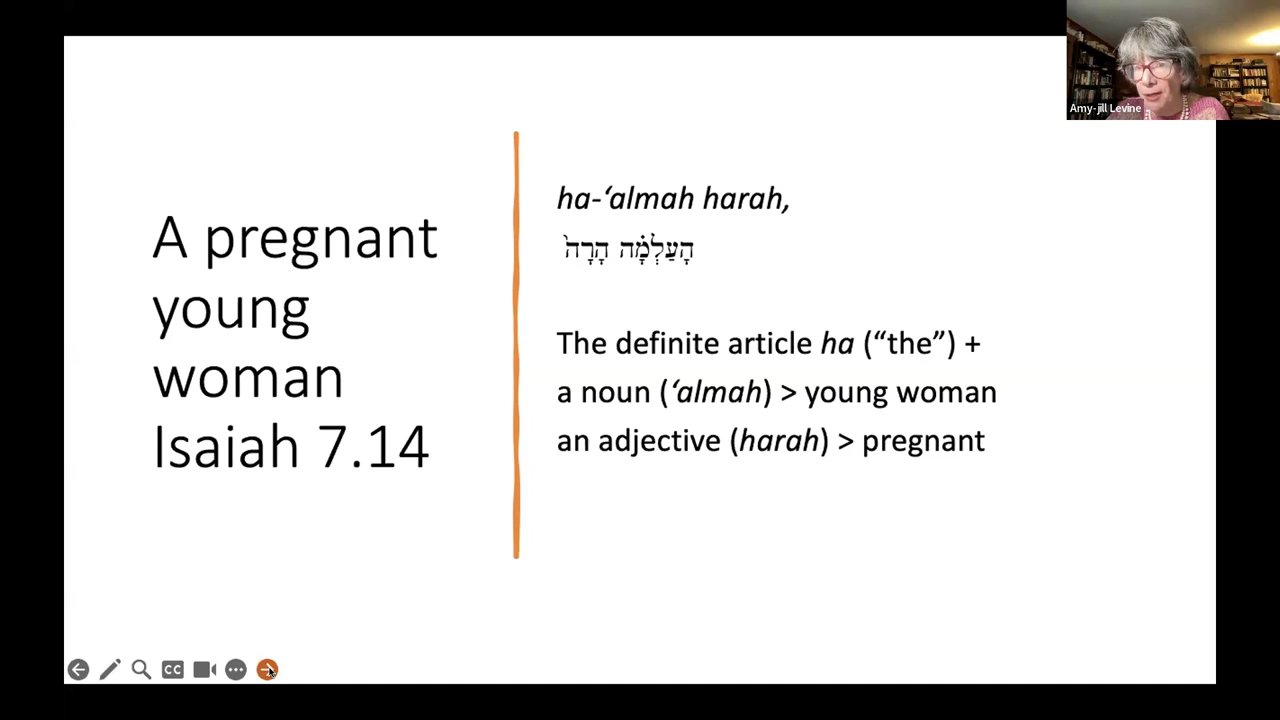 A pregnant
young
woman
Isaiah 7.14
ha-‘almah harah,
הָעַלְמָ֗ה הָרָה֙
The definite article ha (“the”) +
a noun (‘almah) > young woman
an adjective (harah) > pregnant
Amy-jill Levine
CC